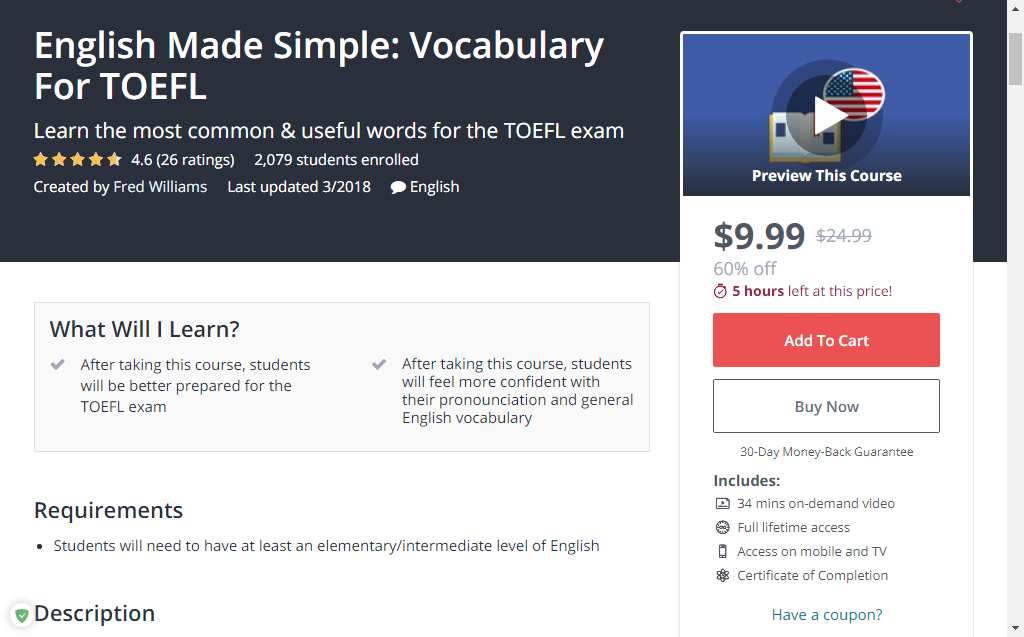 English Made Simple: Vocabulary
For TOEFL
Learn the most common & useful words for the TOEFL exam
4.6 (26 ratings) 2,079 students enrolled
Created by Fred Williams Last updated 3/2018 English
Preview This Course
$9.99 $24.99
60% off
5 hours left at this price!
Add To Cart
Buy Now
30-Day Money-Back Guarantee
Includes:
34 mins on-demand video
Full lifetime access
Access on mobile and TV
Certificate of Completion
Have a coupon?
What Will I Learn?
After taking this course, students
will be better prepared for the
TOEFL exam
After taking this course, students
will feel more confident with
their pronounciation and general
English vocabulary
Requirements
Students will need to have at least an elementary/intermediate level of English
Description